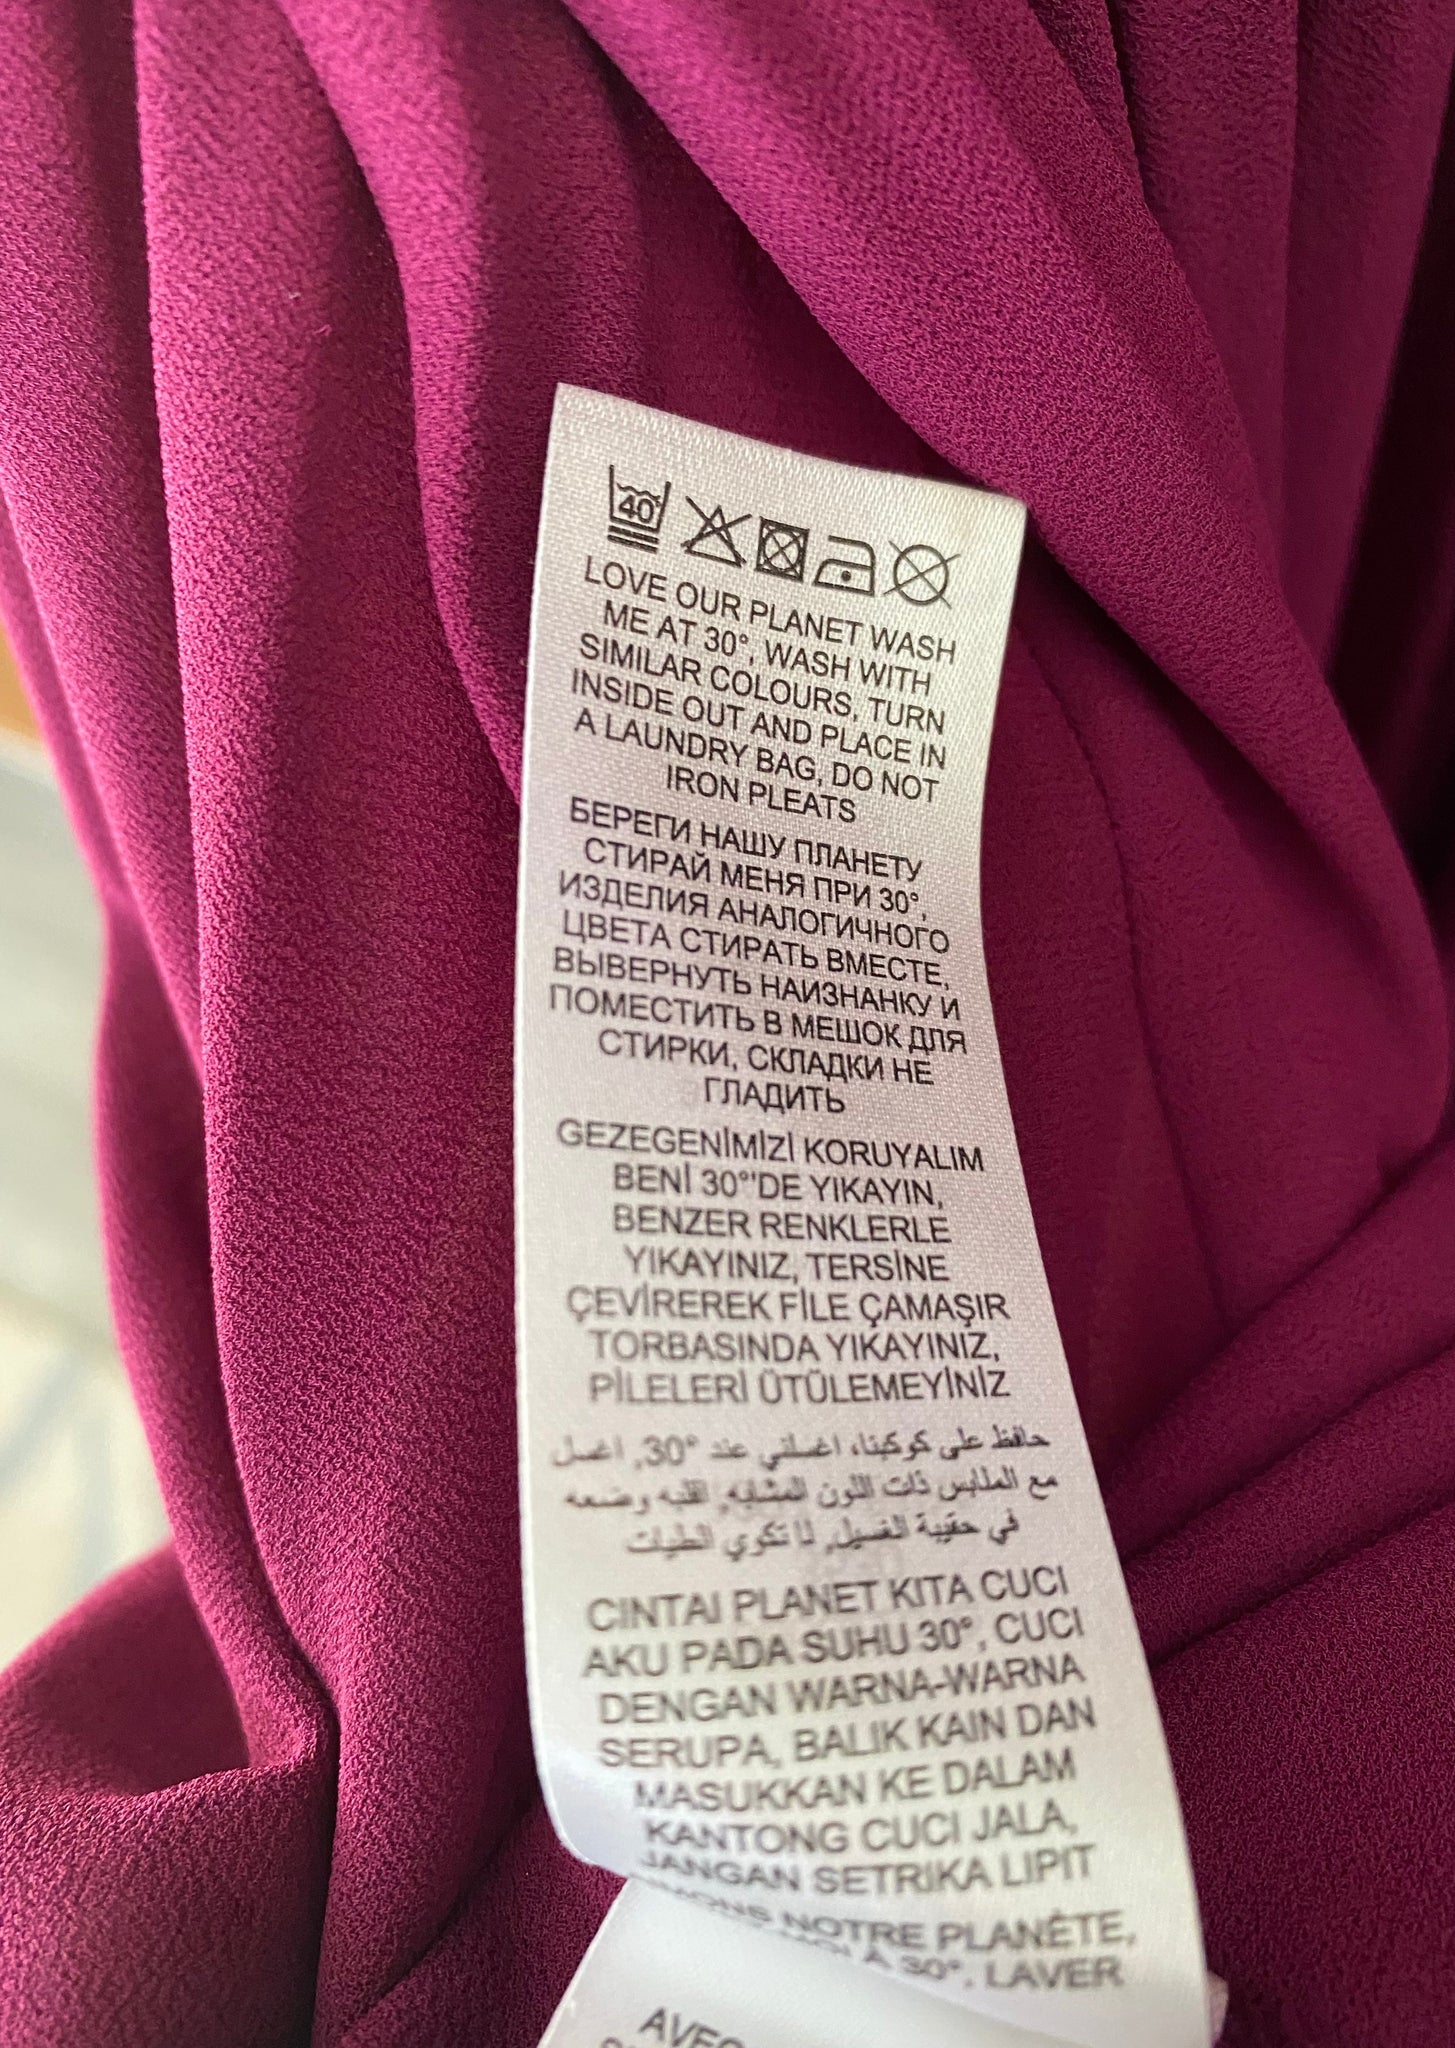 40
LOVE OUR PLANET WASH
ME AT 30°, WASH WITH
SIMILAR COLOURS, TURN
INSIDE OUT AND PLACE IN
A LAUNDRY BAG, DO NOT
IRON PLEATS
БЕРЕГИ НАШУ ПЛАНЕТУ
СТИРАЙ МЕНЯ ПРИ 30°,
ИЗДЕЛИЯ АНАЛОГИЧНОГО
ЦВЕТА СТИРАТЬ ВМЕСТЕ,
ВЫВЕРНУТЬ НАИЗНАНКУ И
ПОМЕСТИТЬ В МЕШОК ДЛЯ
СТИРКИ, СКЛАДКИ НЕ
ГЛАДИТЬ
GEZEGENİMİZİ KORUYALIM
BENİ 30°'DE YIKAYIN,
BENZER RENKLERLE
YIKAYINIZ, TERSİNE
ÇEVİREREK FİLE ÇAMAŞIR
TORBASINDA YIKAYINIZ,
PİLELERİ ÜTÜLEMEYİNİZ
حافظ على كوكبنا، اغسلني عند 30°, اغسل
مع الملابس ذات اللون المشابه, اقلبه وضعه
في حقيبة الغسيل, لا تكوي الطيات
CINTAI PLANET KITA CUCI
AKU PADA SUHU 30°, CUCI
DENGAN WARNA-WARNA
SERUPA, BALIK KAIN DAN
MASUKKAN KE DALAM
KANTONG CUCI JALA,
JANGAN SETRIKA LIPIT
NOTRE PLANÈTE,
À 30°, LAVER